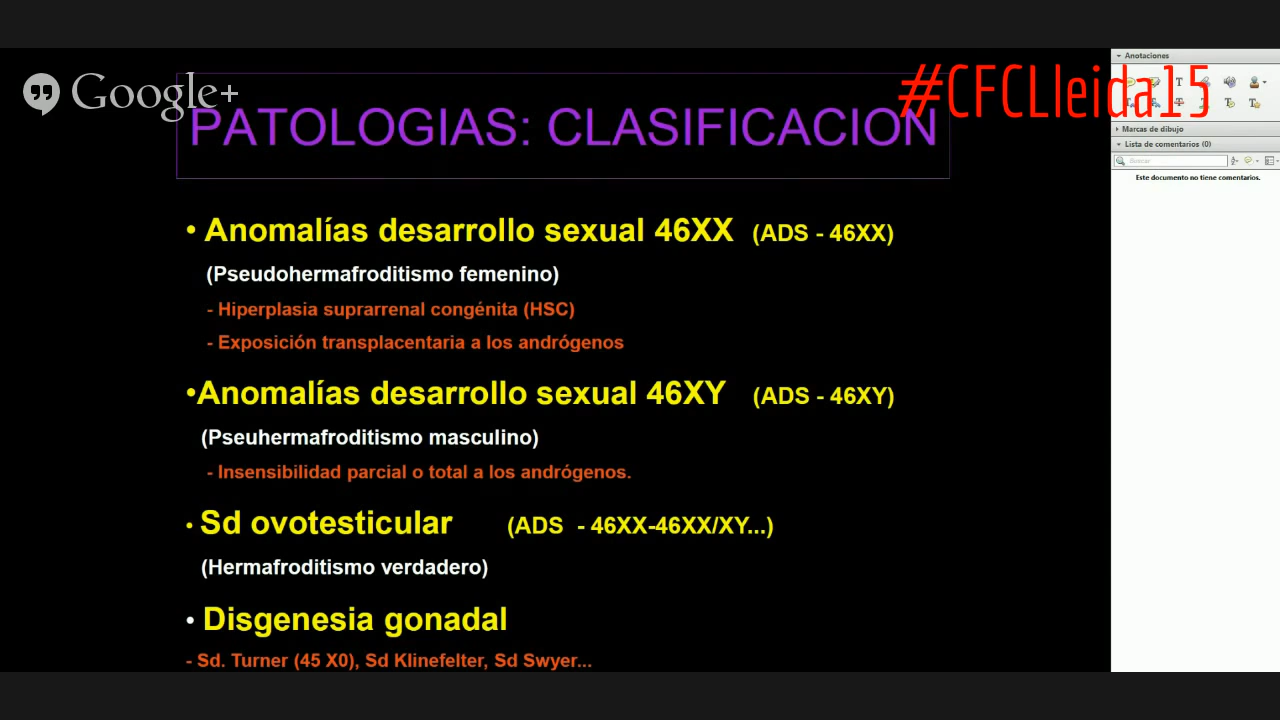 Google+
#CFCLleida15
PATOLOGIAS: CLASIFICACION
• Anomalías desarrollo sexual 46XX (ADS - 46XX)
(Pseudohermafroditismo femenino)
- Hiperplasia suprarrenal congénita (HSC)
- Exposición transplacentaria a los andrógenos
•Anomalías desarrollo sexual 46XY (ADS - 46XY)
(Pseuhermafroditismo masculino)
- Insensibilidad parcial o total a los andrógenos.
• Sd ovotesticular (ADS - 46XX-46XX/XY...)
(Hermafroditismo verdadero)
• Disgenesia gonadal
- Sd. Turner (45 X0), Sd Klinefelter, Sd Swyer...
Anotaciones
Marcas de dibujo
Lista de comentarios (0)
Buscar
Este documento no tiene comentarios.